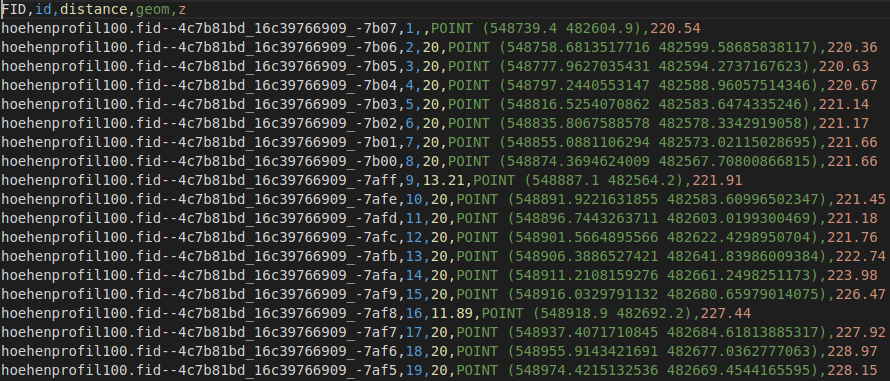 FID,id,distance,geom,z
hoehenprofil100.fid--4c7b81bd_16c39766909_-7b07,1,,POINT (548739.4 482604.9),220.54
hoehenprofil100.fid--4c7b81bd_16c39766909_-7b06,2,20,POINT (548758.6813517716 482599.58685838117),220.36
hoehenprofil100.fid--4c7b81bd_16c39766909_-7b05,3,20,POINT (548777.9627035431 482594.2737167623),220.63
hoehenprofil100.fid--4c7b81bd_16c39766909_-7b04,4,20,POINT (548797.2440553147 482588.96057514346),220.67
hoehenprofil100.fid--4c7b81bd_16c39766909_-7b03,5,20,POINT (548816.5254070862 482583.6474335246),221.14
hoehenprofil100.fid--4c7b81bd_16c39766909_-7b02,6,20,POINT (548835.8067588578 482578.3342919058),221.17
hoehenprofil100.fid--4c7b81bd_16c39766909_-7b01,7,20,POINT (548855.0881106294 482573.02115028695),221.66
hoehenprofil100.fid--4c7b81bd_16c39766909_-7b00,8,20,POINT (548874.3694624009 482567.70800866815),221.66
hoehenprofil100.fid--4c7b81bd_16c39766909_-7aff,9,13.21,POINT (548887.1 482564.2),221.91
hoehenprofil100.fid--4c7b81bd_16c39766909_-7afe,10,20,POINT (548891.9221631855 482583.60996502347),221.45
hoehenprofil100.fid--4c7b81bd_16c39766909_-7afd,11,20,POINT (548896.7443263711 482603.0199300469),221.18
hoehenprofil100.fid--4c7b81bd_16c39766909_-7afc,12,20,POINT (548901.5664895566 482622.4298950704),221.76
hoehenprofil100.fid--4c7b81bd_16c39766909_-7afb,13,20,POINT (548906.3886527421 482641.83986009384),222.74
hoehenprofil100.fid--4c7b81bd_16c39766909_-7afa,14,20,POINT (548911.2108159276 482661.2498251173),223.98
hoehenprofil100.fid--4c7b81bd_16c39766909_-7af9,15,20,POINT (548916.0329791132 482680.65979014075),226.47
hoehenprofil100.fid--4c7b81bd_16c39766909_-7af8,16,11.89,POINT (548918.9 482692.2),227.44
hoehenprofil100.fid--4c7b81bd_16c39766909_-7af7,17,20,POINT (548937.4071710845 482684.61813885317),227.92
hoehenprofil100.fid--4c7b81bd_16c39766909_-7af6,18,20,POINT (548955.9143421691 482677.0362777063),228.97
hoehenprofil100.fid--4c7b81bd_16c39766909_-7af5,19,20,POINT (548974.4215132536 482669.4544165595),228.15